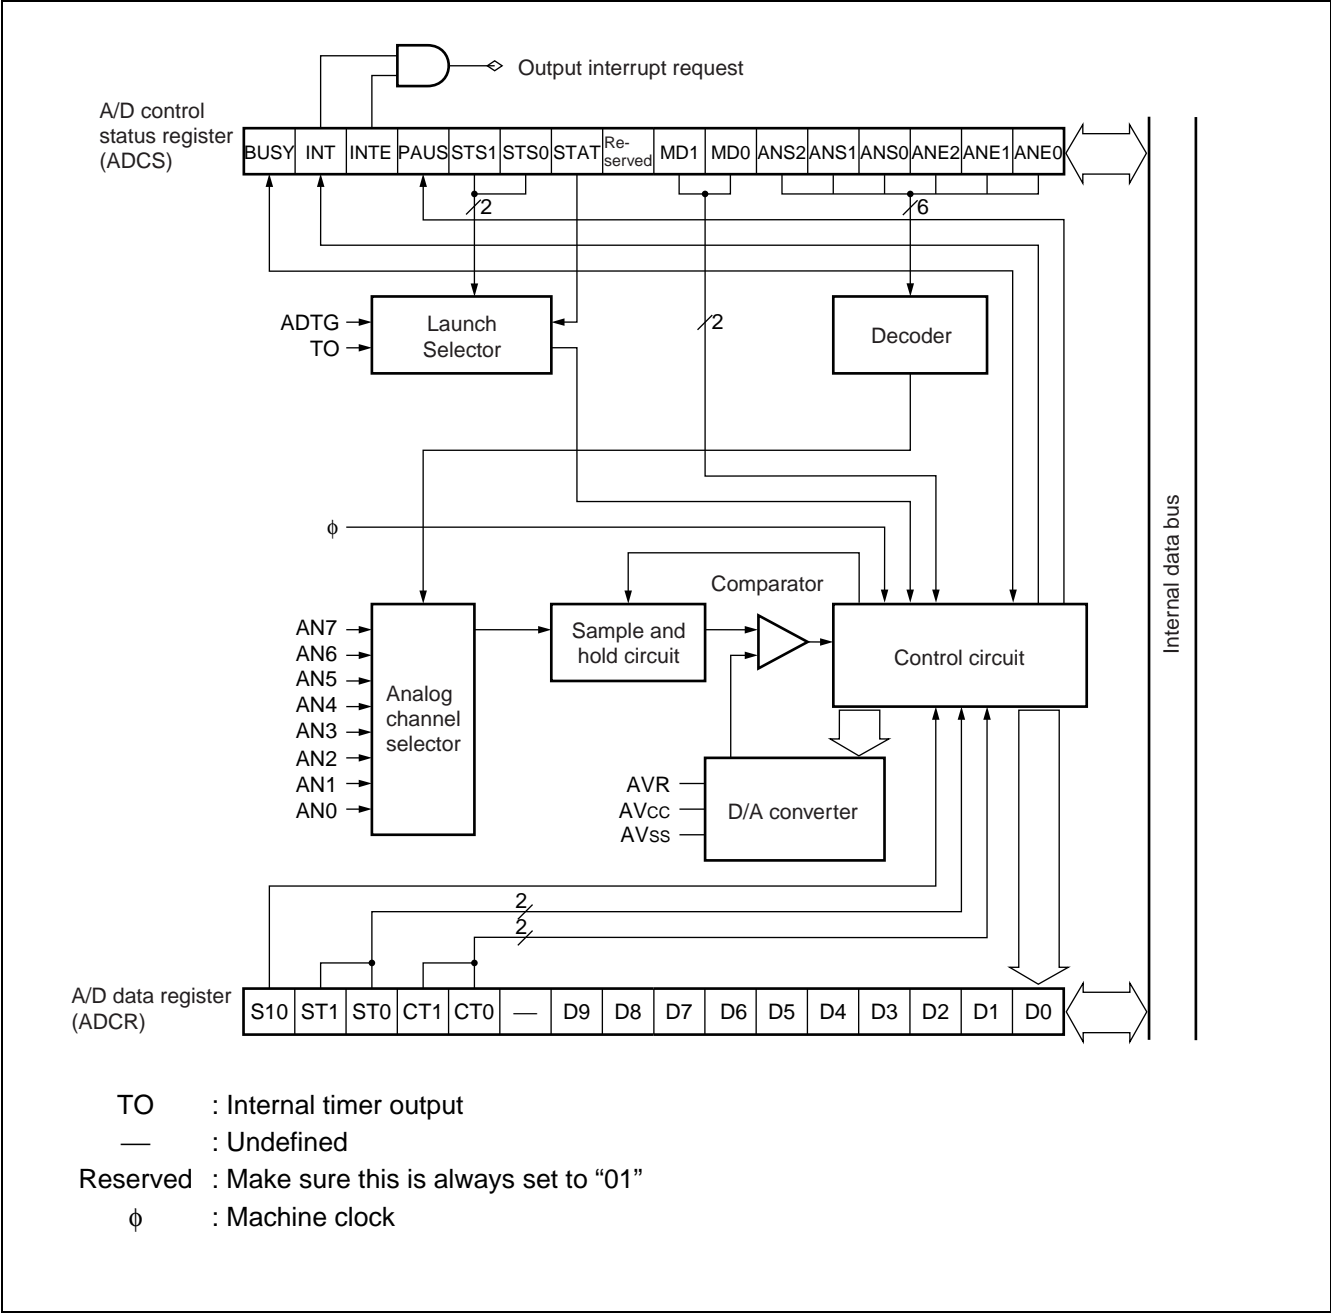 Output interrupt request
A/D control
status register
(ADCS)
BUSY INT INTE PAUS STS1 STS0 STAT Re-
served MD1 MD0 ANS2 ANS1 ANS0 ANE2 ANE1 ANE0
2
6
ADTG
TO
Launch
Selector
2
Decoder
ϕ
Comparator
Internal data bus
AN7
AN6
AN5
AN4
AN3
AN2
AN1
AN0
Analog
channel
selector
Sample and
hold circuit
Control circuit
AVR
AVCC
AVSS
D/A converter
2
2
A/D data register
(ADCR)
S10 ST1 ST0 CT1 CT0 — D9 D8 D7 D6 D5 D4 D3 D2 D1 D0
TO : Internal timer output
— : Undefined
Reserved : Make sure this is always set to “01”
ϕ : Machine clock